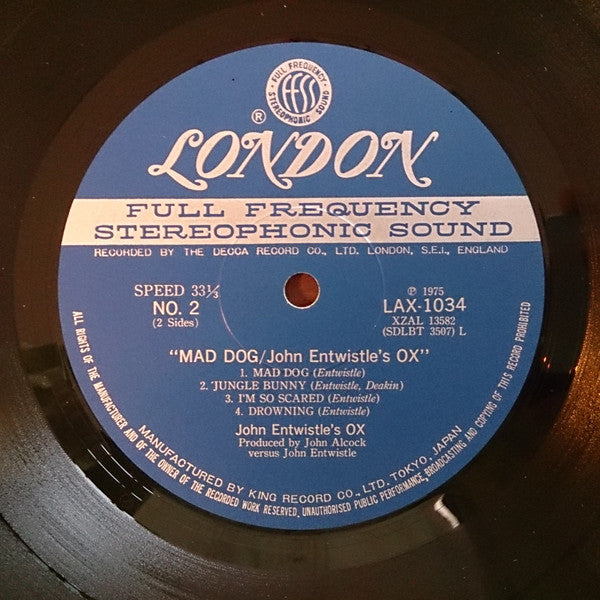 FULL FREQUENCY
ffss
STEREOPHONIC SOUND
®
LONDON
FULL FREQUENCY
STEREOPHONIC SOUND
RECORDED BY THE DECCA RECORD CO., LTD. LONDON, S.E.I., ENGLAND
SPEED 33⅓
NO. 2
(2 Sides)
℗ 1975
LAX-1034
XZAL 13582
(SDLBT 3507) L
"MAD DOG/John Entwistle's OX"
1. MAD DOG (Entwistle)
2. JUNGLE BUNNY (Entwistle, Deakin)
3. I'M SO SCARED (Entwistle)
4. DROWNING (Entwistle)
John Entwistle's OX
Produced by John Alcock
versus John Entwistle
MANUFACTURED BY KING RECORD CO., LTD. TOKYO, JAPAN
ALL RIGHTS OF THE MANUFACTURER AND OF THE OWNER OF THE RECORDED WORK RESERVED, UNAUTHORISED PUBLIC PERFORMANCE, BROADCASTING AND COPYING OF THIS RECORD PROHIBITED